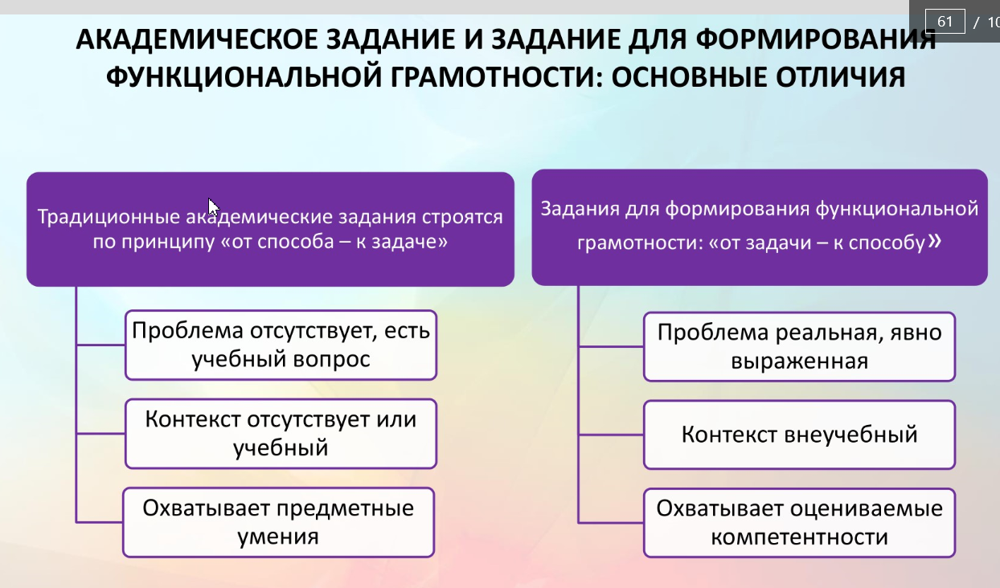 61 / 10
АКАДЕМИЧЕСКОЕ ЗАДАНИЕ И ЗАДАНИЕ ДЛЯ ФОРМИРОВАНИЯ
ФУНКЦИОНАЛЬНОЙ ГРАМОТНОСТИ: ОСНОВНЫЕ ОТЛИЧИЯ
Традиционные академические задания строятся
по принципу «от способа – к задаче»
Проблема отсутствует, есть
учебный вопрос
Контекст отсутствует или
учебный
Охватывает предметные
умения
Задания для формирования функциональной
грамотности: «от задачи – к способу»
Проблема реальная, явно
выраженная
Контекст внеучебный
Охватывает оцениваемые
компетентности